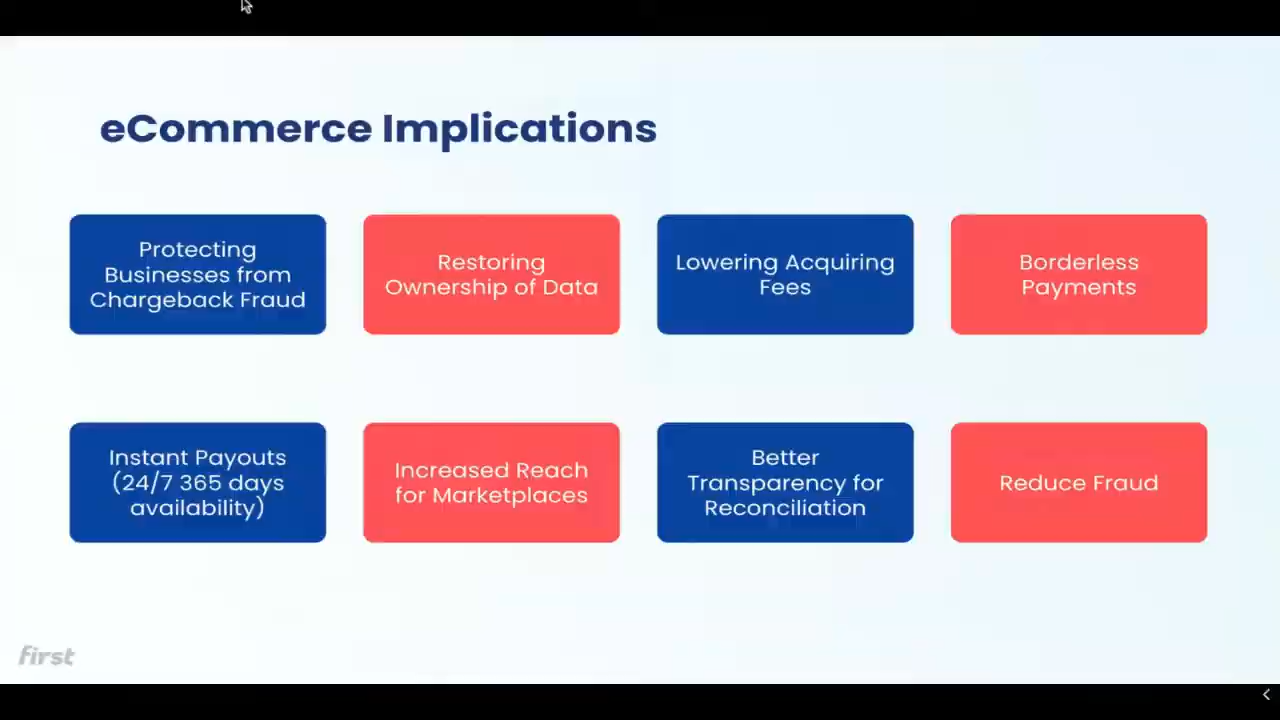 eCommerce Implications
Protecting
Businesses from
Chargeback Fraud
Restoring
Ownership of Data
Lowering Acquiring
Fees
Borderless
Payments
Instant Payouts
(24/7 365 days
availability)
Increased Reach
for Marketplaces
Better
Transparency for
Reconciliation
Reduce Fraud
first